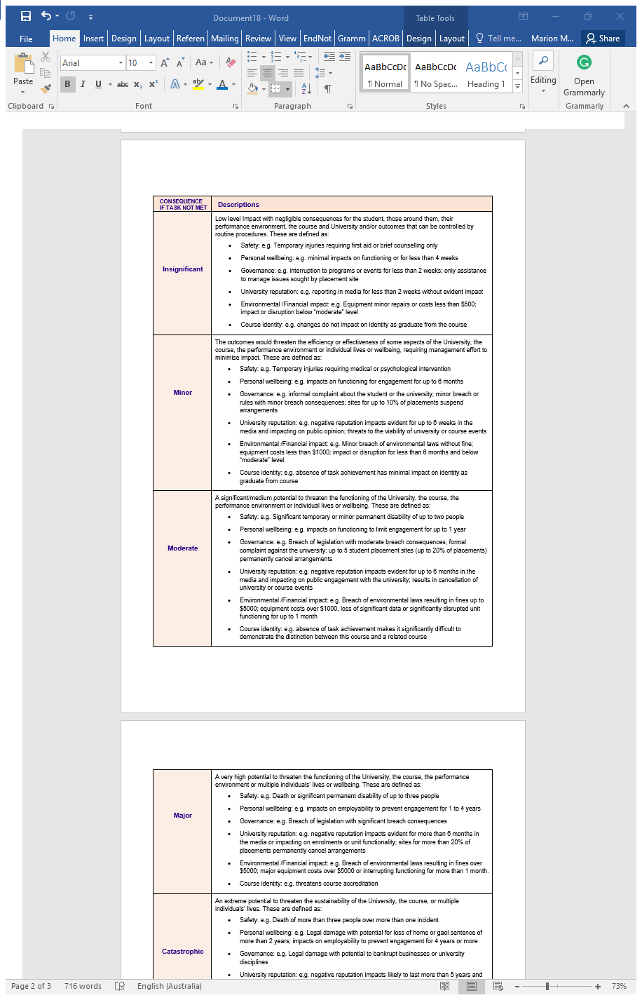 Document18 - Word
Table Tools
File Home Insert Design Layout Referen Mailing Review View EndNot Gramm ACROB Design Layout Tell me... Marion M... Share
Arial 10 A A Aa AaBbCcDc AaBbCcDc AaBbCc
Paste B I U abc x₂ x² A aby A ¶ Normal ¶ No Spac... Heading 1 Editing Open Grammarly
Clipboard Font Paragraph Styles Grammarly
CONSEQUENCE
IF TASK NOT MET
Descriptions
Insignificant
Low level Impact with negligible consequences for the student, those around them, their
performance environment, the course and University and/or outcomes that can be controlled by
routine procedures. These are defined as:
• Safety: e.g. Temporary injuries requiring first aid or brief counselling only
• Personal wellbeing: e.g. minimal impacts on functioning or for less than 4 weeks
• Governance: e.g. interruption to programs or events for less than 2 weeks; only assistance
to manage issues sought by placement site
• University reputation: e.g. reporting in media for less than 2 weeks without evident impact
• Environmental /Financial impact: e.g. Equipment minor repairs or costs less than $500;
impact or disruption below “moderate” level
• Course identity: e.g. changes do not impact on identity as graduate from the course
Minor
The outcomes would threaten the efficiency or effectiveness of some aspects of the University, the
course, the performance environment or individual lives or wellbeing, requiring management effort to
minimise impact. These are defined as:
• Safety: e.g. Temporary injuries requiring medical or psychological intervention
• Personal wellbeing: e.g. impacts on functioning for engagement for up to 6 months
• Governance: e.g. informal complaint about the student or the university; minor breach or
rules with minor breach consequences; sites for up to 10% of placements suspend
arrangements
• University reputation: e.g. negative reputation impacts evident for up to 6 weeks in the
media and impacting on public opinion; threats to the viability of university or course events
• Environmental /Financial impact: e.g. Minor breach of environmental laws without fine;
equipment costs less than $1000; impact or disruption for less than 6 months and below
“moderate” level
• Course identity: e.g. absence of task achievement has minimal impact on identity as
graduate from course
Moderate
A significant/medium potential to threaten the functioning of the University, the course, the
performance environment or individual lives or wellbeing. These are defined as:
• Safety: e.g. Significant temporary or minor permanent disability of up to two people
• Personal wellbeing: e.g. impacts on functioning to limit engagement for up to 1 year
• Governance: e.g. Breach of legislation with moderate breach consequences; formal
complaint against the university; up to 5 student placement sites (up to 20% of placements)
permanently cancel arrangements
• University reputation: e.g. negative reputation impacts evident for up to 6 months in the
media and impacting on public engagement with the university; results in cancellation of
university or course events
• Environmental /Financial impact: e.g. Breach of environmental laws resulting in fines up to
$5000; equipment costs over $1000, loss of significant data or significantly disrupted unit
functioning for up to 1 month
• Course identity: e.g. absence of task achievement makes it significantly difficult to
demonstrate the distinction between this course and a related course
Major
A very high potential to threaten the functioning of the University, the course, the performance
environment or multiple individuals’ lives or wellbeing. These are defined as:
• Safety: e.g. Death or significant permanent disability of up to three people
• Personal wellbeing: e.g. impacts on employability to prevent engagement for 1 to 4 years
• Governance: e.g. Breach of legislation with significant breach consequences
• University reputation: e.g. negative reputation impacts evident for more than 6 months in
the media or impacting on enrolments or unit functionality; sites for more than 20% of
placements permanently cancel arrangements
• Environmental /Financial impact: e.g. Breach of environmental laws resulting in fines over
$5000; major equipment costs over $5000 or interrupting functioning for more than 1 month.
• Course identity: e.g. threatens course accreditation
Catastrophic
An extreme potential to threaten the sustainability of the University, the course, or multiple
individuals’ lives. These are defined as:
• Safety: e.g. Death of more than three people over more than one incident
• Personal wellbeing: e.g. Legal damage with potential for loss of home or gaol sentence of
more than 2 years; impacts on employability to prevent engagement for 4 years or more
• Governance: e.g. Legal damage with potential to bankrupt businesses or university
disciplines
• University reputation: e.g. negative reputation impacts likely to last more than 5 years and
Page 2 of 3 716 words English (Australia) 73%